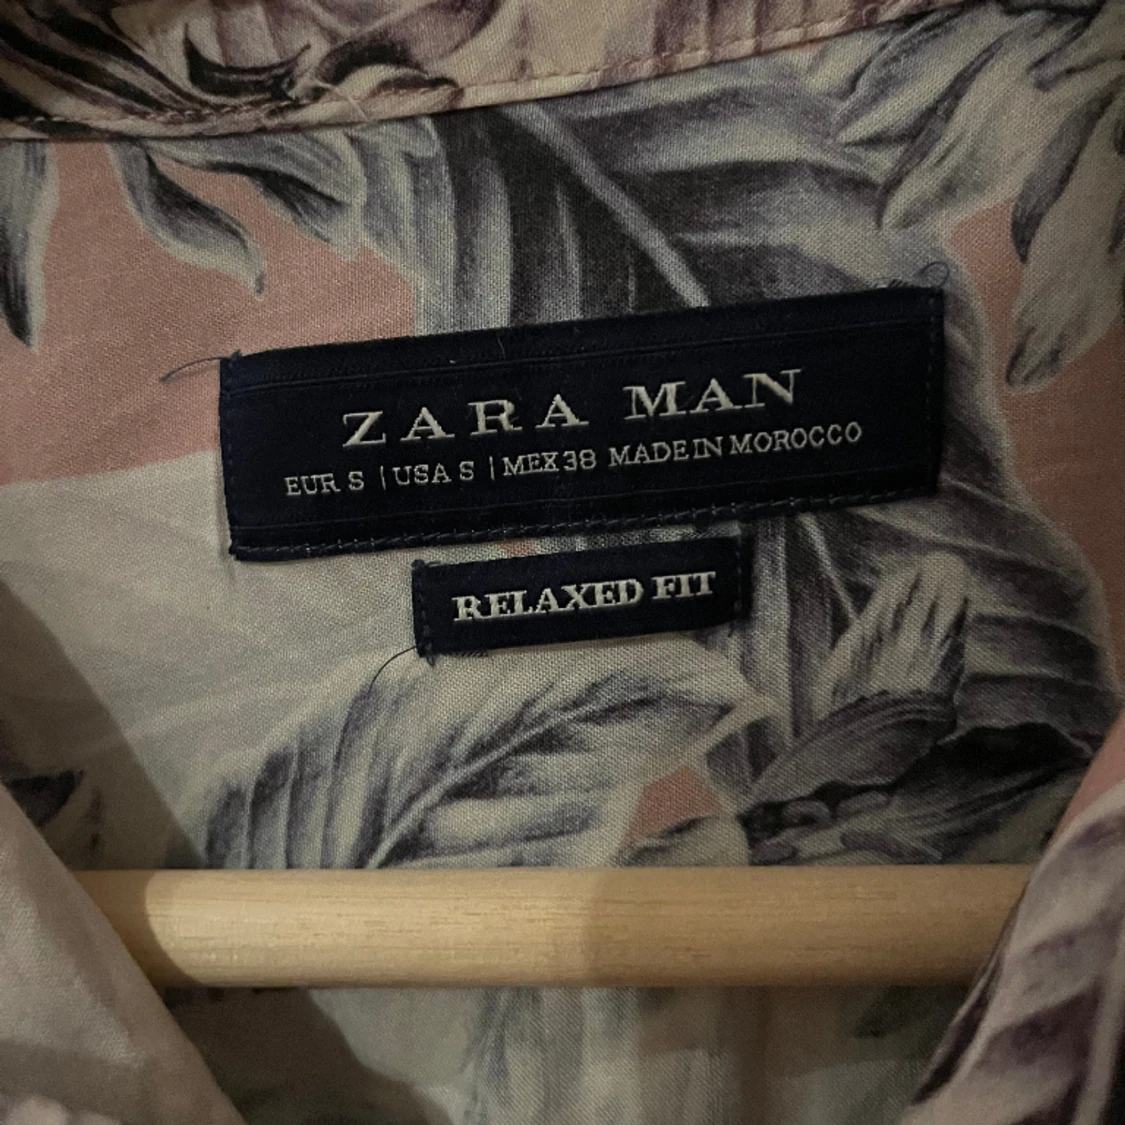 ZARA MAN
EUR S | USA S | MEX 38 MADE IN MOROCCO
RELAXED FIT